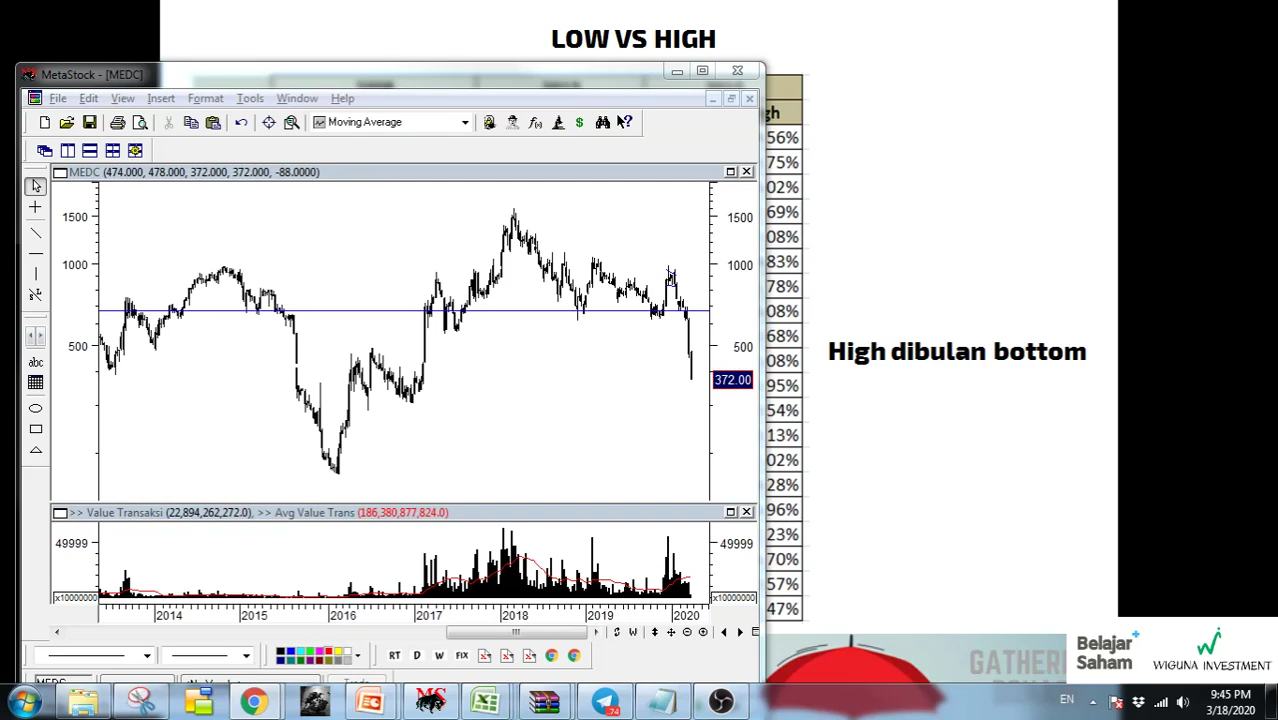 LOW VS HIGH
MetaStock - [MEDC]
File Edit View Insert Format Tools Window Help
Moving Average
MEDC (474.000, 478.000, 372.000, 372.000, -88.0000)
1500 1500
1000 1000
500 500
372.00
>> Value Transaksi (22,894,262,272.0), >> Avg Value Trans (186,380,877,824.0)
49999 49999
x10000000 x10000000
2014 2015 2016 2017 2018 2019 2020
abc
RT D W FIX
gh
56%
75%
02%
69%
08%
83%
78%
08%
68%
08%
95%
54%
13%
02%
28%
96%
23%
70%
57%
47%
High dibulan bottom
GATHERI
Belajar
Saham
WIGUNA INVESTMENT
74
EN
9:45 PM
3/18/2020